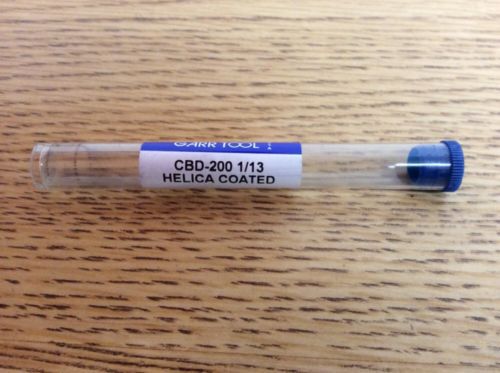 GARR TOOL
CBD-200 1/13
HELICA COATED